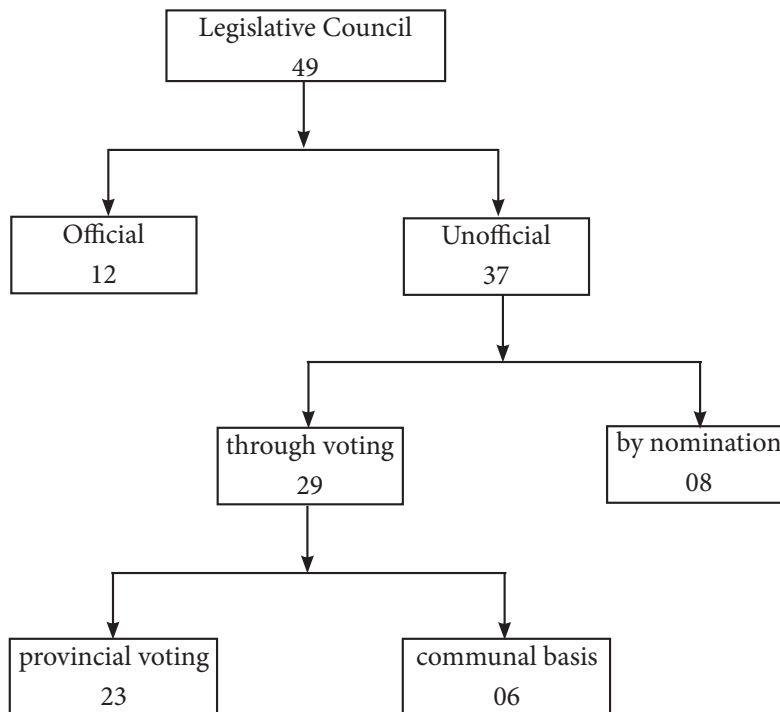 Legislative Council
49
Official
12
Unofficial
37
through voting
29
by nomination
08
provincial voting
23
communal basis
06